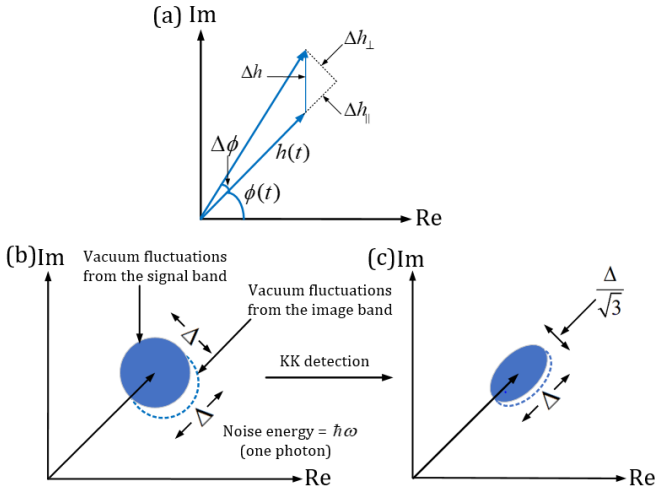 (a)
Im
Δh⊥
Δh
Δh∥
Δϕ
h(t)
ϕ(t)
Re
(b)
Im
Vacuum fluctuations
from the signal band
Vacuum fluctuations
from the image band
Δ
Δ
Noise energy = ħω
(one photon)
Re
KK detection
(c)
Im
Δ
√3
Δ
Re